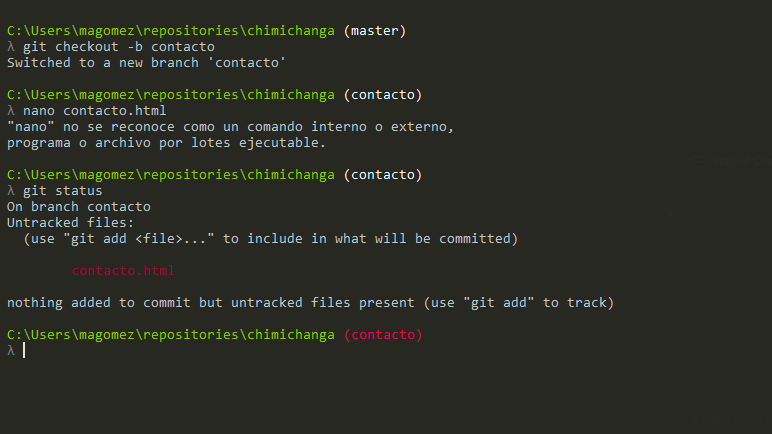 C:\Users\magomez\repositories\chimichanga (master)
λ git checkout -b contacto
Switched to a new branch 'contacto'
C:\Users\magomez\repositories\chimichanga (contacto)
λ nano contacto.html
"nano" no se reconoce como un comando interno o externo,
programa o archivo por lotes ejecutable.
C:\Users\magomez\repositories\chimichanga (contacto)
λ git status
On branch contacto
Untracked files:
(use "git add <file>..." to include in what will be committed)
contacto.html
nothing added to commit but untracked files present (use "git add" to track)
C:\Users\magomez\repositories\chimichanga (contacto)
λ